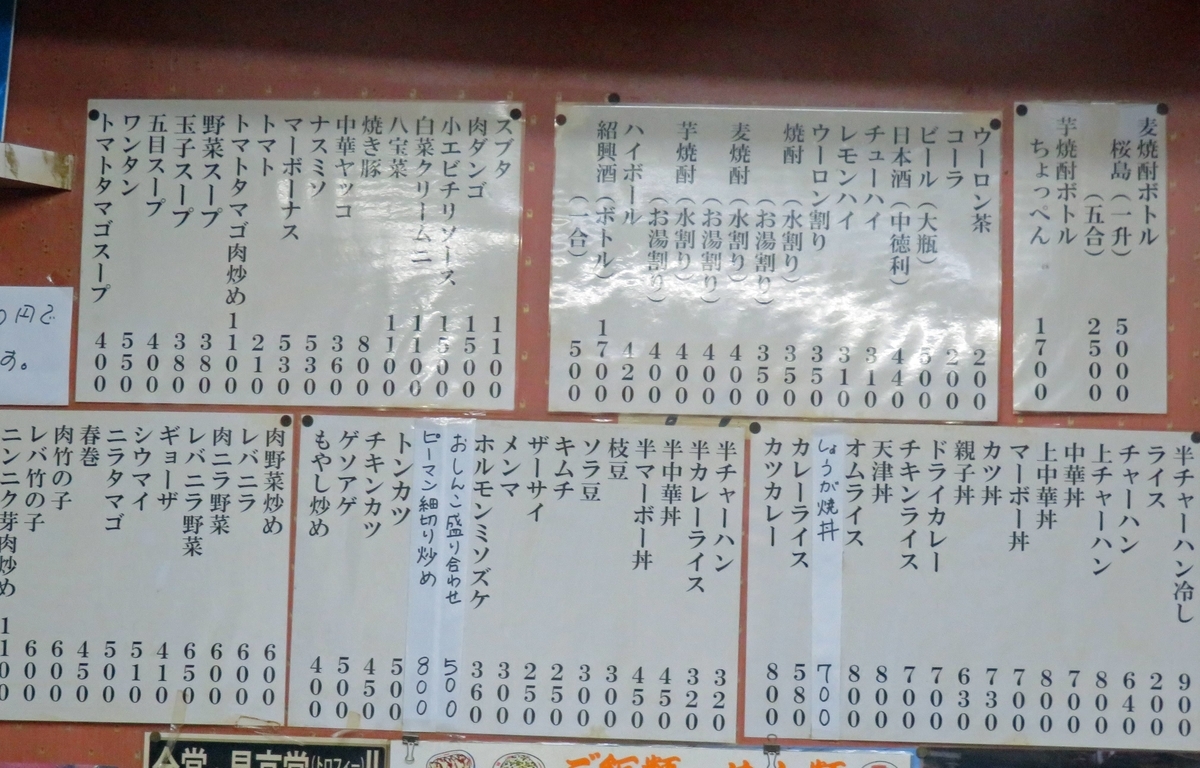 麦焼酎ボトル
桜島(一升) 5000
(五合) 2500
芋焼酎ボトル
ちょっぺん 1700
ウーロン茶 200
コーラ 200
ビール(大瓶) 500
日本酒(中徳利) 440
チューハイ 310
レモンハイ 310
ウーロン割り 350
焼酎(水割り) 350
(お湯割り) 350
麦焼酎(水割り) 400
(お湯割り) 400
芋焼酎(水割り) 400
(お湯割り) 400
ハイボール 420
紹興酒(ボトル) 1700
(一合) 500
スブタ 1100
肉ダンゴ 1500
小エビチリソース 1500
白菜クリームニ 1100
八宝菜 1100
焼き豚 800
中華ヤッコ 360
ナスミソ 530
マーボーナス 530
トマト 210
トマトタマゴ肉炒め 1100
野菜スープ 380
玉子スープ 380
五目スープ 400
ワンタン 550
トマトタマゴスープ 400
円で
す。
半チャーハン冷し 900
ライス 200
チャーハン 640
上チャーハン 800
中華丼 700
上中華丼 800
マーボー丼 700
カツ丼 730
親子丼 630
ドライカレー 700
チキンライス 700
天津丼 800
オムライス 800
しょうが焼丼 700
カレーライス 580
カツカレー 800
半チャーハン 320
半カレーライス 320
半中華丼 450
半マーボー丼 450
枝豆 300
ソラ豆 300
キムチ 250
ザーサイ 250
メンマ 300
ホルモンミソズケ 360
おしんこ盛り合わせ 500
ピーマン細切り炒め 800
トンカツ 500
チキンカツ 450
ゲソアゲ 500
もやし炒め 400
肉野菜炒め 600
レバニラ 600
肉ニラ野菜 600
レバニラ野菜 650
ギョーザ 410
シウマイ 510
ニラタマゴ 500
春巻 450
肉竹の子 600
レバ竹の子 600
ニンニク芽肉炒め 1100
(トロフィー)!!
ご飯類